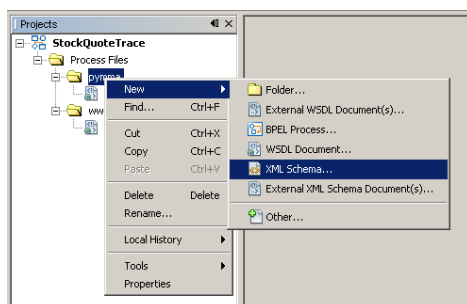 Projects
StockQuoteTrace
Process Files
pymma
ww
New
Find... Ctrl+F
Cut Ctrl+X
Copy Ctrl+C
Paste Ctrl+V
Delete Delete
Rename...
Local History
Tools
Properties
Folder...
External WSDL Document(s)...
BPEL Process...
WSDL Document...
XML Schema...
External XML Schema Document(s)...
Other...